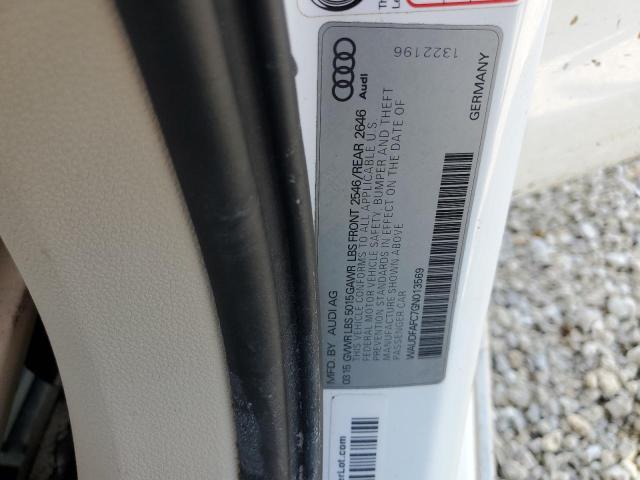 1322196
Audi
MFD. BY AUDI AG
GERMANY
03 15 GVWR LBS 5015 GAWR LBS FRONT 2546/REAR 2646
THIS VEHICLE CONFORMS TO ALL APPLICABLE U.S.
FEDERAL MOTOR VEHICLE SAFETY, BUMPER AND THEFT
STANDARDS IN EFFECT ON THE DATE OF
MANUFACTURE SHOWN ABOVE
PASSENGER CAR
WAUDFAFC7GN013569
erLot.com